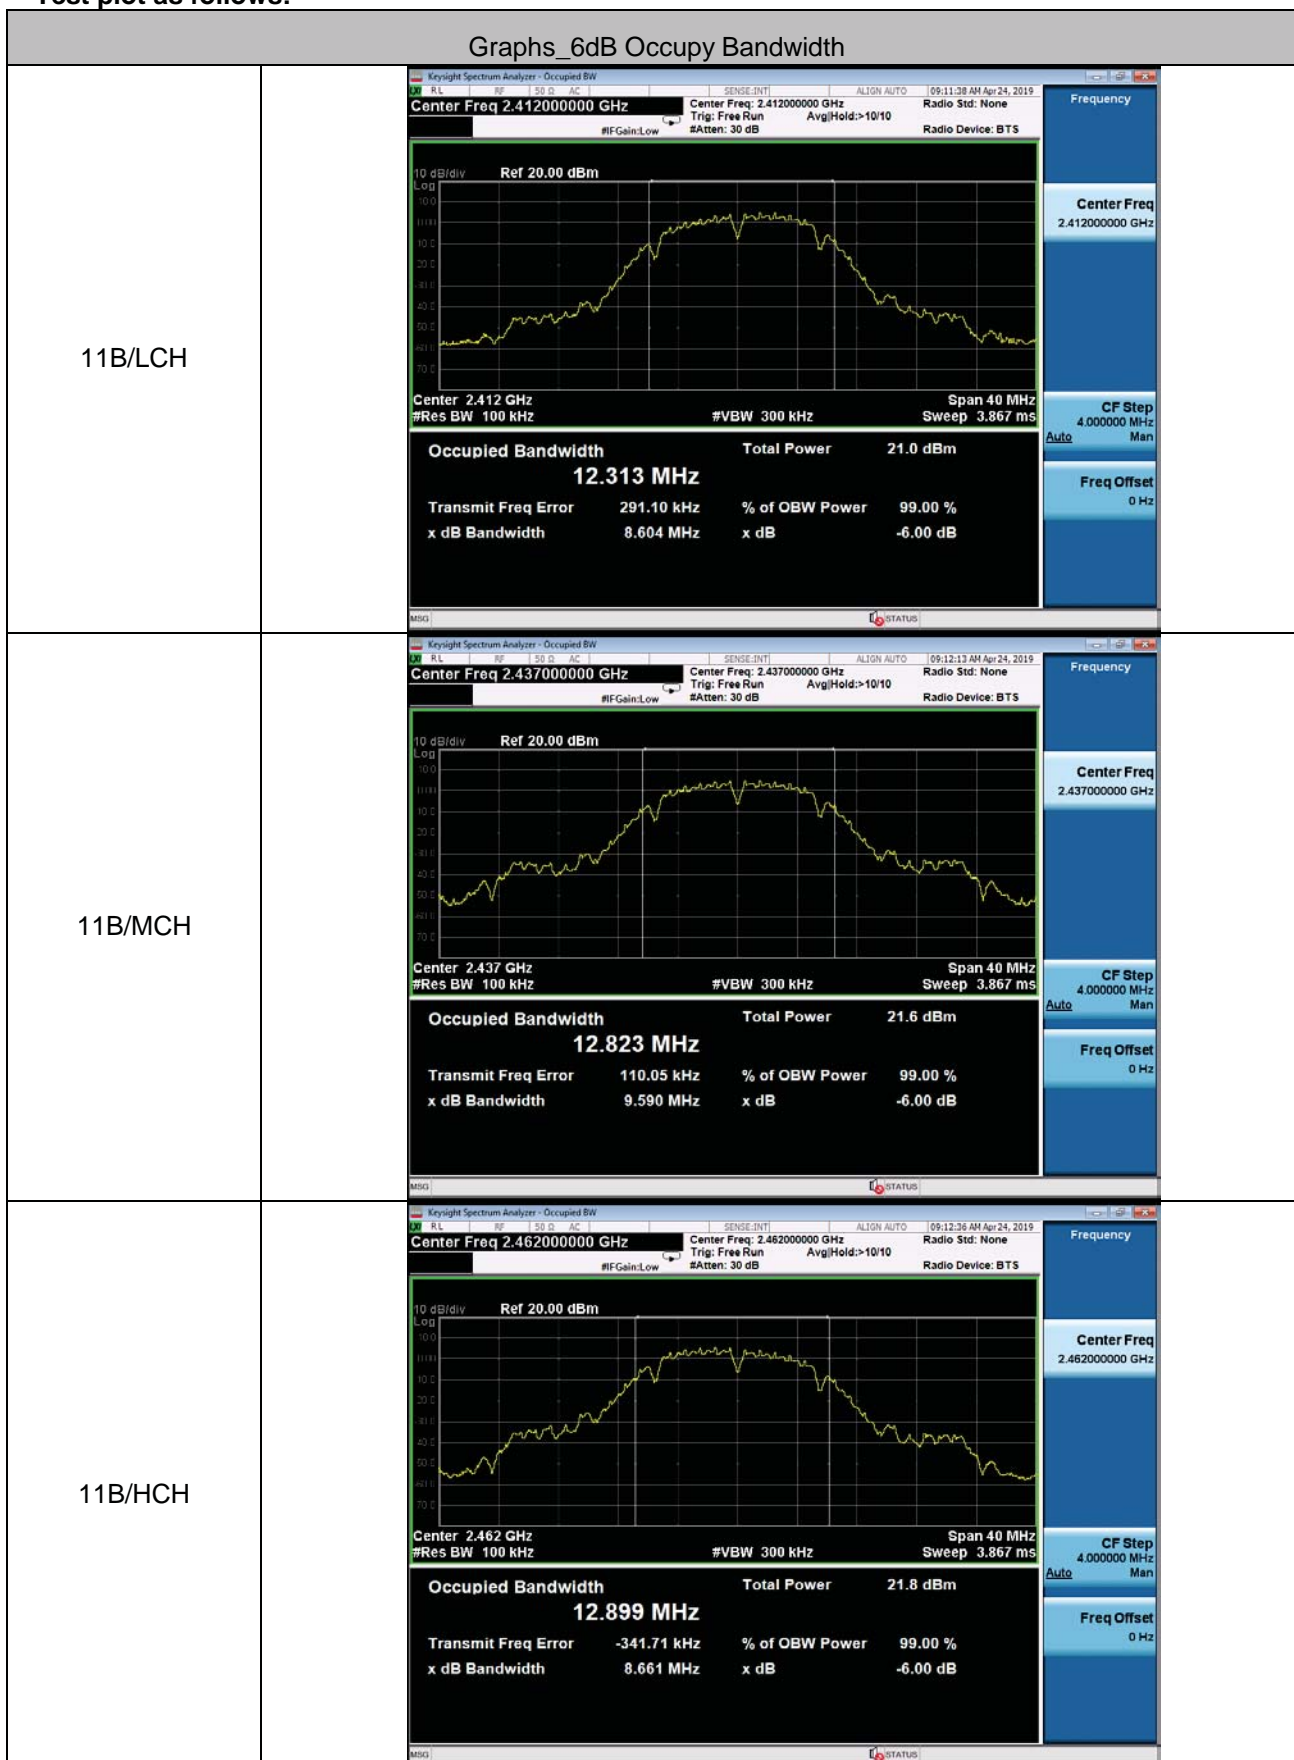 Test plot as follows:
Graphs_6dB Occupy Bandwidth
11B/LCH
Keysight Spectrum Analyzer - Occupied BW
RL RF 50 Ω AC SENSE:INT ALIGN AUTO 09:11:38 AM Apr 24, 2019
Center Freq 2.412000000 GHz
Center Freq: 2.412000000 GHz
Radio Std: None
Trig: Free Run Avg|Hold:>10/10
#IFGain:Low #Atten: 30 dB Radio Device: BTS
Frequency
10 dB/div Ref 20.00 dBm
Log
Center Freq
2.412000000 GHz
Center 2.412 GHz Span 40 MHz
#Res BW 100 kHz #VBW 300 kHz Sweep 3.867 ms
CF Step
4.000000 MHz
Auto Man
Occupied Bandwidth Total Power 21.0 dBm
12.313 MHz
Freq Offset
0 Hz
Transmit Freq Error 291.10 kHz % of OBW Power 99.00 %
x dB Bandwidth 8.604 MHz x dB -6.00 dB
MSG STATUS
11B/MCH
Keysight Spectrum Analyzer - Occupied BW
RL RF 50 Ω AC SENSE:INT ALIGN AUTO 09:12:13 AM Apr 24, 2019
Center Freq 2.437000000 GHz
Center Freq: 2.437000000 GHz
Radio Std: None
Trig: Free Run Avg|Hold:>10/10
#IFGain:Low #Atten: 30 dB Radio Device: BTS
Frequency
10 dB/div Ref 20.00 dBm
Log
Center Freq
2.437000000 GHz
Center 2.437 GHz Span 40 MHz
#Res BW 100 kHz #VBW 300 kHz Sweep 3.867 ms
CF Step
4.000000 MHz
Auto Man
Occupied Bandwidth Total Power 21.6 dBm
12.823 MHz
Freq Offset
0 Hz
Transmit Freq Error 110.05 kHz % of OBW Power 99.00 %
x dB Bandwidth 9.590 MHz x dB -6.00 dB
MSG STATUS
11B/HCH
Keysight Spectrum Analyzer - Occupied BW
RL RF 50 Ω AC SENSE:INT ALIGN AUTO 09:12:36 AM Apr 24, 2019
Center Freq 2.462000000 GHz
Center Freq: 2.462000000 GHz
Radio Std: None
Trig: Free Run Avg|Hold:>10/10
#IFGain:Low #Atten: 30 dB Radio Device: BTS
Frequency
10 dB/div Ref 20.00 dBm
Log
Center Freq
2.462000000 GHz
Center 2.462 GHz Span 40 MHz
#Res BW 100 kHz #VBW 300 kHz Sweep 3.867 ms
CF Step
4.000000 MHz
Auto Man
Occupied Bandwidth Total Power 21.8 dBm
12.899 MHz
Freq Offset
0 Hz
Transmit Freq Error -341.71 kHz % of OBW Power 99.00 %
x dB Bandwidth 8.661 MHz x dB -6.00 dB
MSG STATUS